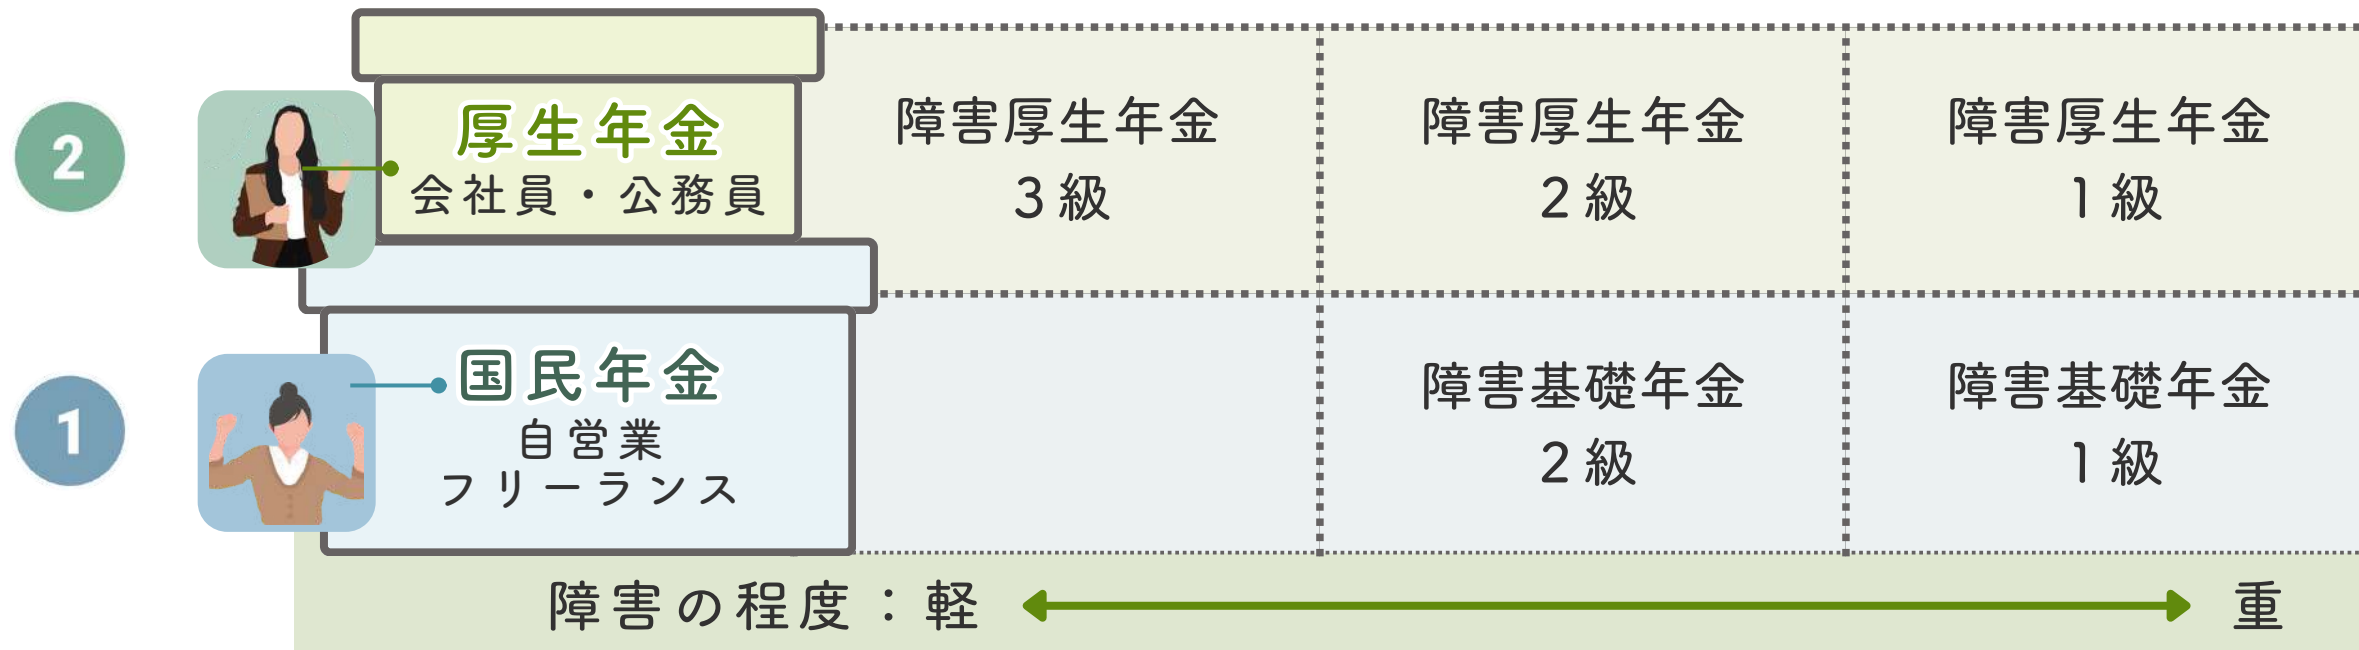 2
厚生年金
会社員・公務員
障害厚生年金
3級
障害厚生年金
2級
障害厚生年金
1級
1
国民年金
自営業
フリーランス
障害基礎年金
2級
障害基礎年金
1級
障害の程度：軽
重